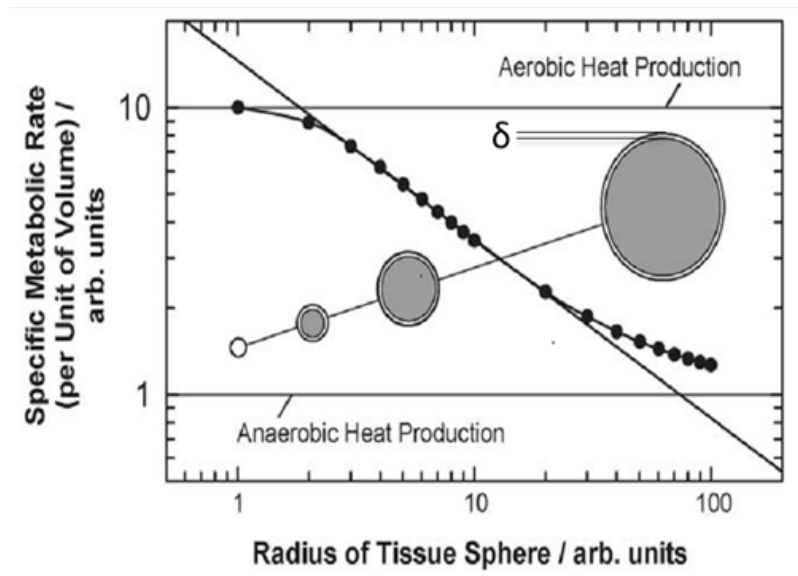 Specific Metabolic Rate
(per Unit of Volume) /
arb. units
10
1
Aerobic Heat Production
δ
Anaerobic Heat Production
1
10
100
Radius of Tissue Sphere / arb. units